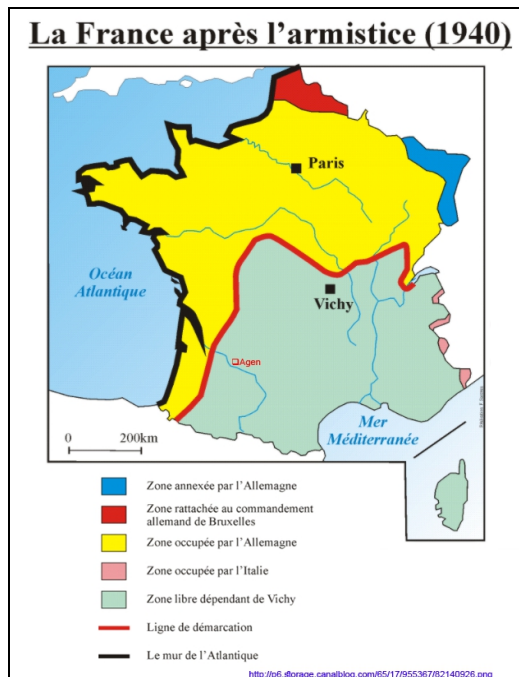 La France après l'armistice (1940)
Paris
Océan
Atlantique
Vichy
Agen
Mer
Méditerranée
0 200km
Zone annexée par l'Allemagne
Zone rattachée au commandement
allemand de Bruxelles
Zone occupée par l'Allemagne
Zone occupée par l'Italie
Zone libre dépendant de Vichy
Ligne de démarcation
Le mur de l'Atlantique
http://p6.storage.canalblog.com/65/17/955367/82140926.png